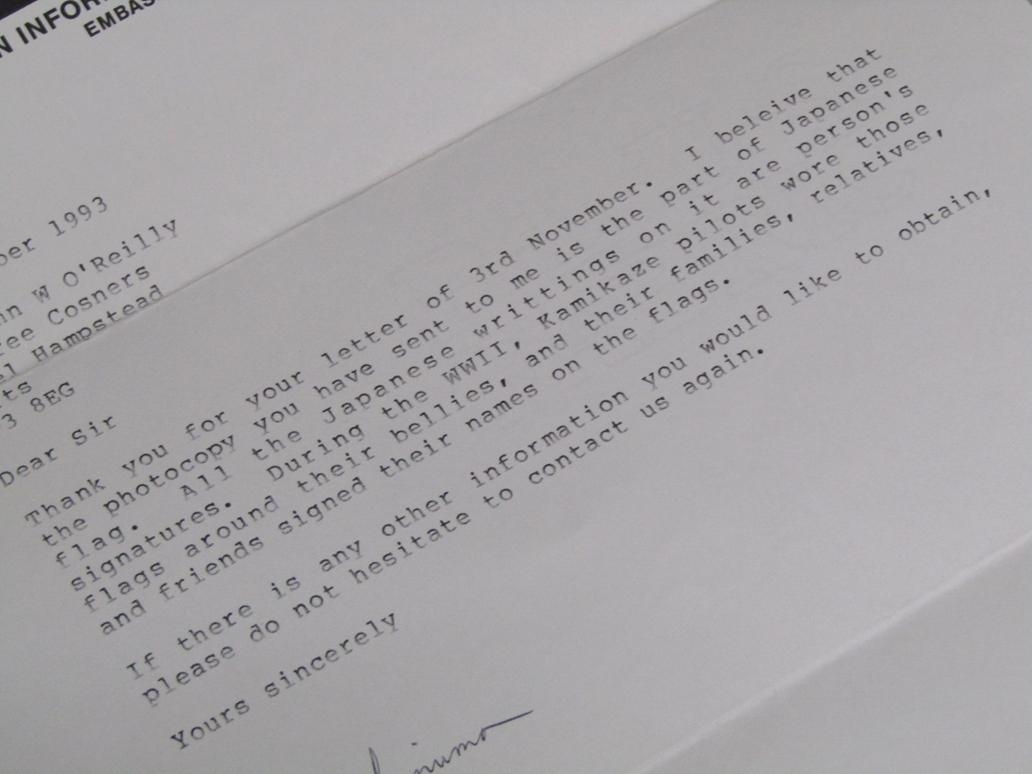 N INFOR
EMBAS
ber 1993
n W O'Reilly
ree Cosners
el Hampstead
ts
3 8EG
Dear Sir
Thank you for your letter of 3rd November. I beleive that
the photocopy you have sent to me is the part of Japanese
flag. All the Japanese writtings on it are person's
signatures. During the WWII, Kamikaze pilots wore those
flags around their bellies, and their families, relatives,
and friends signed their names on the flags.
If there is any other information you would like to obtain,
please do not hesitate to contact us again.
Yours sincerely